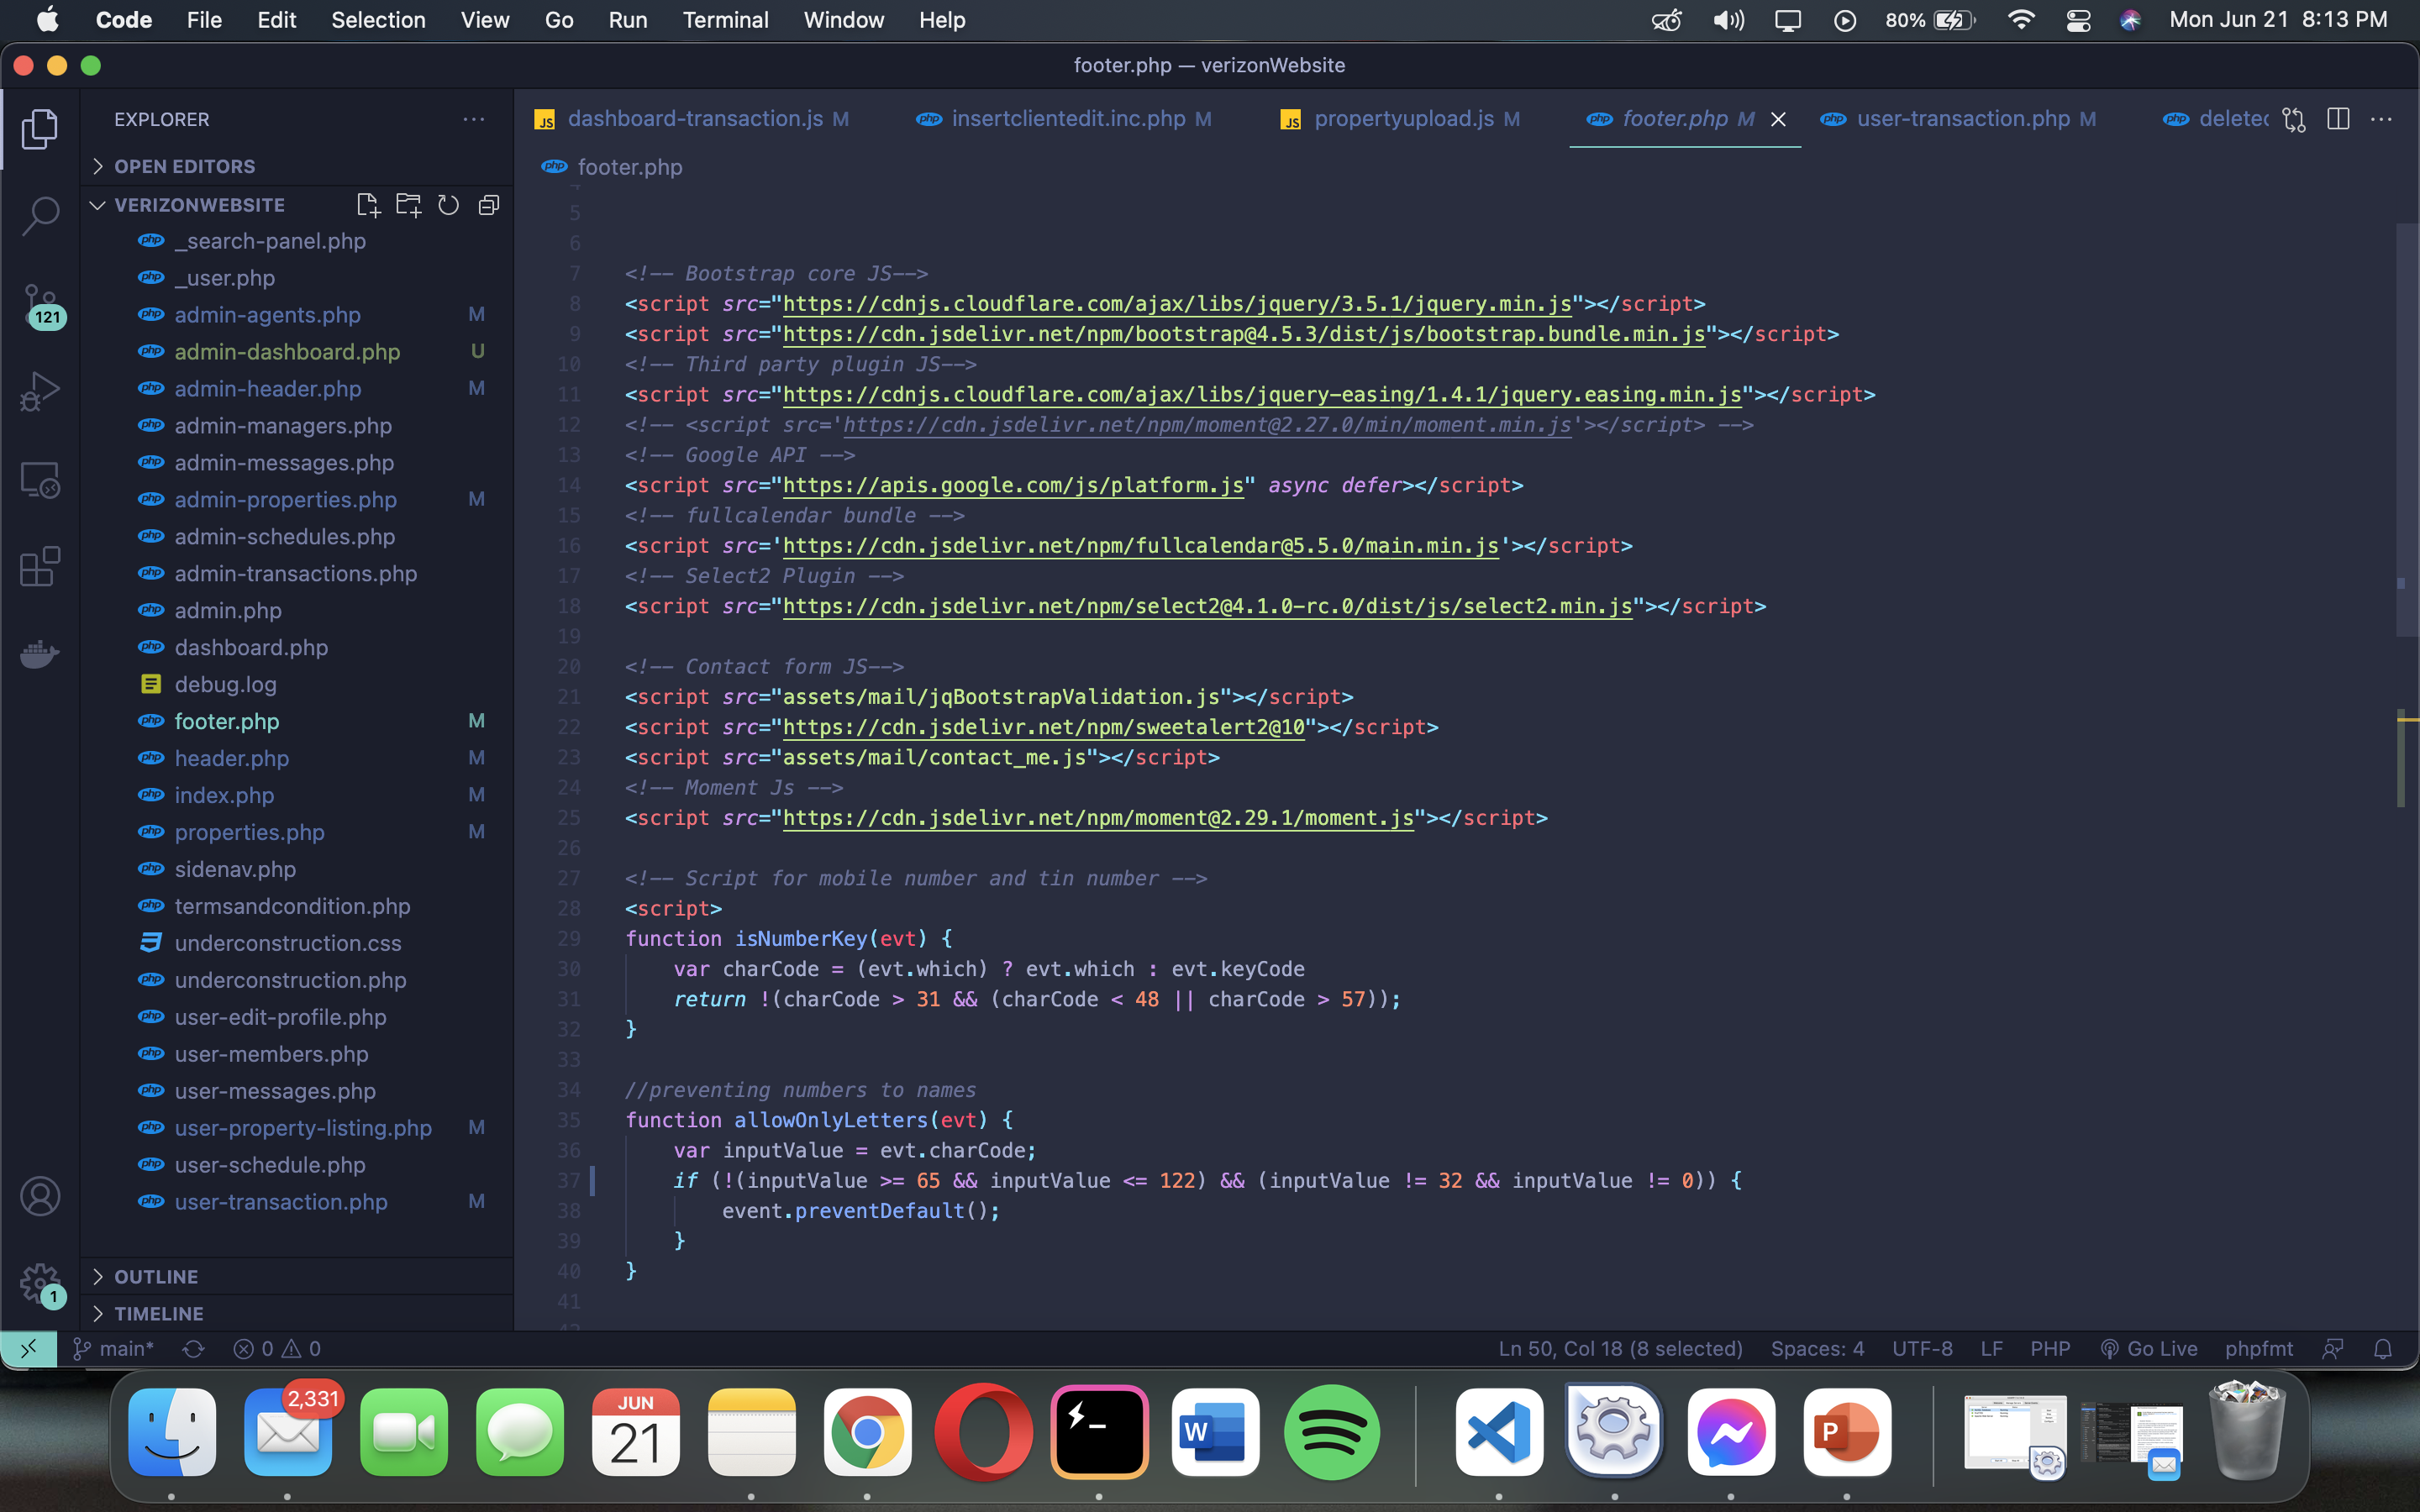 Code File Edit Selection View Go Run Terminal Window Help 80% Mon Jun 21 8:13 PM
footer.php — verizonWebsite
EXPLORER
OPEN EDITORS
VERIZONWEBSITE
_search-panel.php
_user.php
admin-agents.php M
admin-dashboard.php U
admin-header.php M
admin-managers.php
admin-messages.php
admin-properties.php M
admin-schedules.php
admin-transactions.php
admin.php
dashboard.php
debug.log
footer.php M
header.php M
index.php M
properties.php M
sidenav.php
termsandcondition.php
underconstruction.css
underconstruction.php
user-edit-profile.php
user-members.php
user-messages.php
user-property-listing.php M
user-schedule.php
user-transaction.php M
OUTLINE
TIMELINE
121
1
JS dashboard-transaction.js M php insertclientedit.inc.php M JS propertyupload.js M php footer.php M php user-transaction.php M php
php footer.php
5
6
7 <!-- Bootstrap core JS-->
8 <script src="https://cdnjs.cloudflare.com/ajax/libs/jquery/3.5.1/jquery.min.js"></script>
9 <script src="https://cdn.jsdelivr.net/npm/bootstrap@4.5.3/dist/js/bootstrap.bundle.min.js"></script>
10 <!-- Third party plugin JS-->
11 <script src="https://cdnjs.cloudflare.com/ajax/libs/jquery-easing/1.4.1/jquery.easing.min.js"></script>
12 <!-- <script src='https://cdn.jsdelivr.net/npm/moment@2.27.0/min/moment.min.js'></script> -->
13 <!-- Google API -->
14 <script src="https://apis.google.com/js/platform.js" async defer></script>
15 <!-- fullcalendar bundle -->
16 <script src='https://cdn.jsdelivr.net/npm/fullcalendar@5.5.0/main.min.js'></script>
17 <!-- Select2 Plugin -->
18 <script src="https://cdn.jsdelivr.net/npm/select2@4.1.0-rc.0/dist/js/select2.min.js"></script>
19
20 <!-- Contact form JS-->
21 <script src="assets/mail/jqBootstrapValidation.js"></script>
22 <script src="https://cdn.jsdelivr.net/npm/sweetalert2@10"></script>
23 <script src="assets/mail/contact_me.js"></script>
24 <!-- Moment Js -->
25 <script src="https://cdn.jsdelivr.net/npm/moment@2.29.1/moment.js"></script>
26
27 <!-- Script for mobile number and tin number -->
28 <script>
29 function isNumberKey(evt) {
30 var charCode = (evt.which) ? evt.which : evt.keyCode
31 return !(charCode > 31 && (charCode < 48 || charCode > 57));
32 }
33
34 //preventing numbers to names
35 function allowOnlyLetters(evt) {
36 var inputValue = evt.charCode;
37 if (!(inputValue >= 65 && inputValue <= 122) && (inputValue != 32 && inputValue != 0)) {
38 event.preventDefault();
39 }
40 }
41
main* 0 0 Ln 50, Col 18 (8 selected) Spaces: 4 UTF-8 LF PHP Go Live phpfmt
2,331
JUN
21
W
P